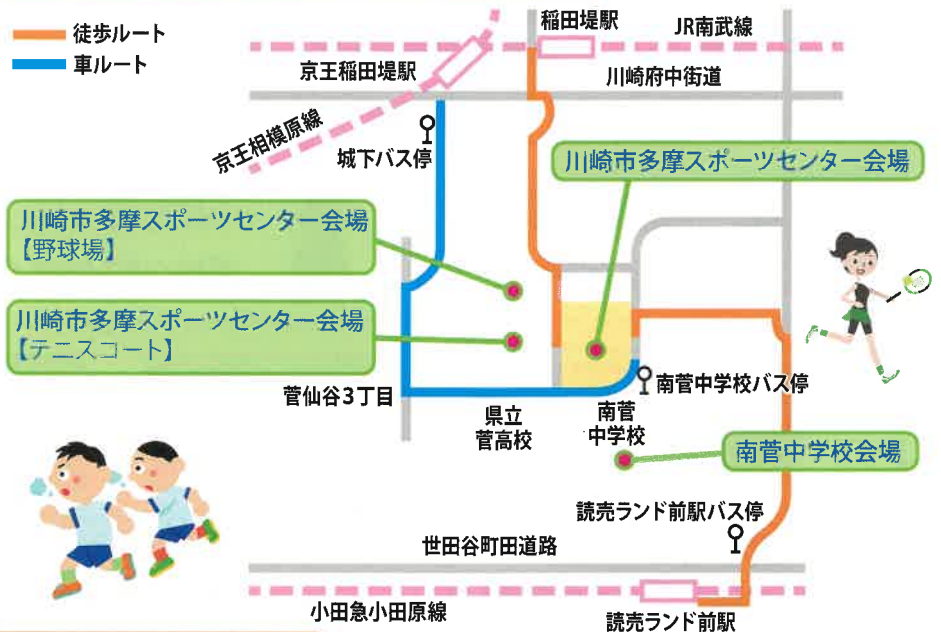 徒歩ルート
車ルート
稲田堤駅
JR南武線
京王稲田堤駅
川崎府中街道
京王相模原線
城下バス停
川崎市多摩スポーツセンター会場
川崎市多摩スポーツセンター会場
【野球場】
川崎市多摩スポーツセンター会場
【テニスコート】
菅仙谷3丁目
県立
菅高校
南菅
中学校
南菅中学校バス停
南菅中学校会場
読売ランド前駅バス停
世田谷町田道路
小田急小田原線
読売ランド前駅